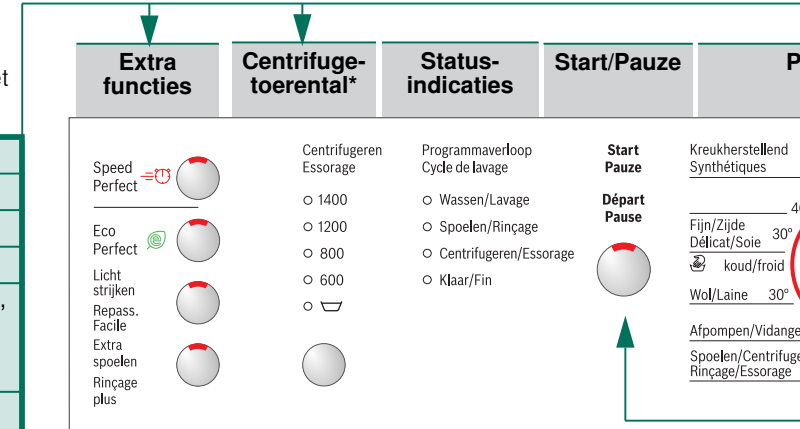 et
,
Extra
functies
Centrifuge-
toerental*
Status-
indicaties
Start/Pauze
P
Speed
Perfect
Eco
Perfect
Licht
strijken
Repass.
Facile
Extra
spoelen
Rinçage
plus
Centrifugeren
Essorage
1400
1200
800
600
Programmaverloop
Cycle de lavage
Wassen/Lavage
Spoelen/Rinçage
Centrifugeren/Essorage
Klaar/Fin
Start
Pauze
Départ
Pause
Kreukherstellend
Synthétiques
40
Fijn/Zijde
Délicat/Soie 30°
koud/froid
Wol/Laine 30°
Afpompen/Vidange
Spoelen/Centrifuge
Rinçage/Essorage